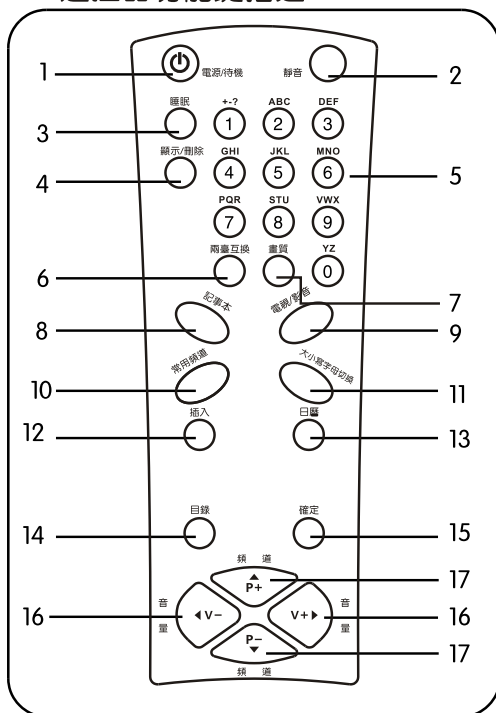 1
電源/待機
靜音
2
睡眠
+-?
ABC
DEF
3
1
2
3
顯示/刪除
GHI
JKL
MNO
4
4
5
6
5
PQR
STU
VWX
7
8
9
兩臺互換
畫質
YZ
6
0
7
記事本
電視/影音
8
9
常用頻道
大小寫字母切換
10
11
插入
日曆
12
13
目錄
確定
14
15
頻 道
P+
17
音量
V-
V+
音量
16
16
P-
17
頻 道